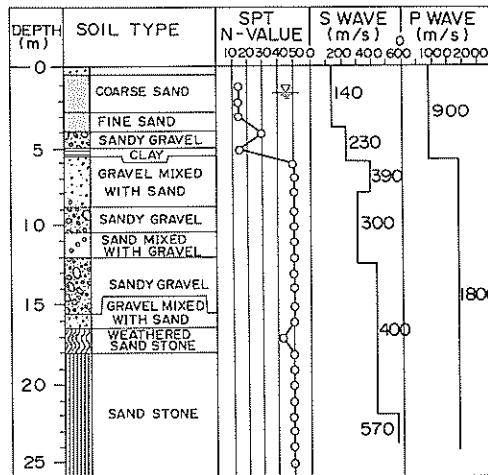 DEPTH (m)
SOIL TYPE
SPT N-VALUE
S WAVE (m/s)
P WAVE (m/s)
10 20 30 40 50
0 200 400 600
0 1000 2000
0
5
10
15
20
25
COARSE SAND
FINE SAND
SANDY GRAVEL
CLAY
GRAVEL MIXED
WITH SAND
SANDY GRAVEL
SAND MIXED
WITH GRAVEL
SANDY GRAVEL
GRAVEL MIXED
WITH SAND
WEATHERED
SAND STONE
SAND STONE
140
230
390
300
400
570
900
1800